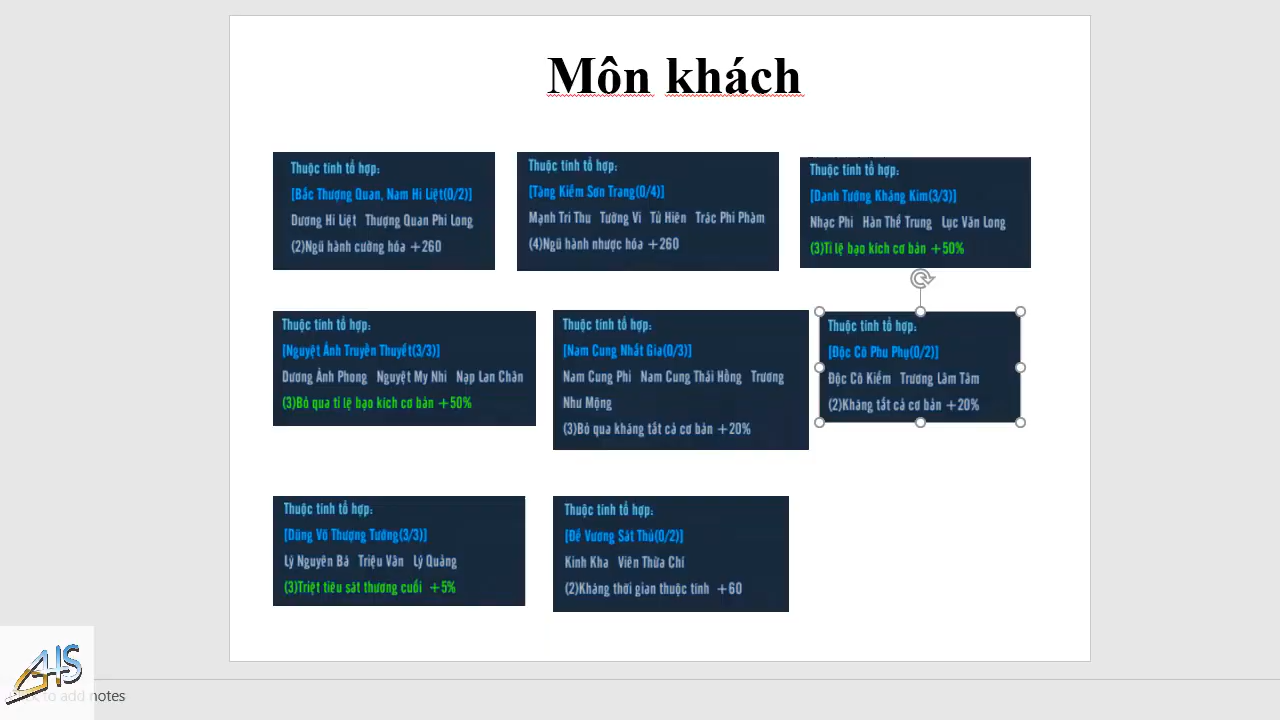 Môn khách
Thuộc tính tổ hợp:
[Bắc Thượng Quan, Nam Hi Liệt(0/2)]
Dương Hi Liệt Thượng Quan Phi Long
(2)Ngũ hành cường hóa +260
Thuộc tính tổ hợp:
[Tàng Kiếm Sơn Trang(0/4)]
Mạnh Tri Thu Tường Vi Tử Hiên Trác Phi Phàm
(4)Ngũ hành nhược hóa +260
Thuộc tính tổ hợp:
[Danh Tướng Kháng Kim(3/3)]
Nhạc Phi Hàn Thế Trung Lục Văn Long
(3)Tỉ lệ bạo kích cơ bản +50%
Thuộc tính tổ hợp:
[Nguyệt Ảnh Truyền Thuyết(3/3)]
Dương Ảnh Phong Nguyệt My Nhi Nạp Lan Chân
(3)Bỏ qua tỉ lệ bạo kích cơ bản +50%
Thuộc tính tổ hợp:
[Nam Cung Nhất Gia(0/3)]
Nam Cung Phi Nam Cung Thái Hồng Trương
Như Mộng
(3)Bỏ qua kháng tất cả cơ bản +20%
Thuộc tính tổ hợp:
[Độc Cô Phu Phụ(0/2)]
Độc Cô Kiếm Trương Lâm Tâm
(2)Kháng tất cả cơ bản +20%
Thuộc tính tổ hợp:
[Dũng Võ Thượng Tướng(3/3)]
Lý Nguyên Bá Triệu Vân Lý Quảng
(3)Triệt tiêu sát thương cuối +5%
Thuộc tính tổ hợp:
[Đế Vương Sát Thủ(0/2)]
Kinh Kha Viên Thừa Chí
(2)Kháng thời gian thuộc tính +60
AHS
to add notes